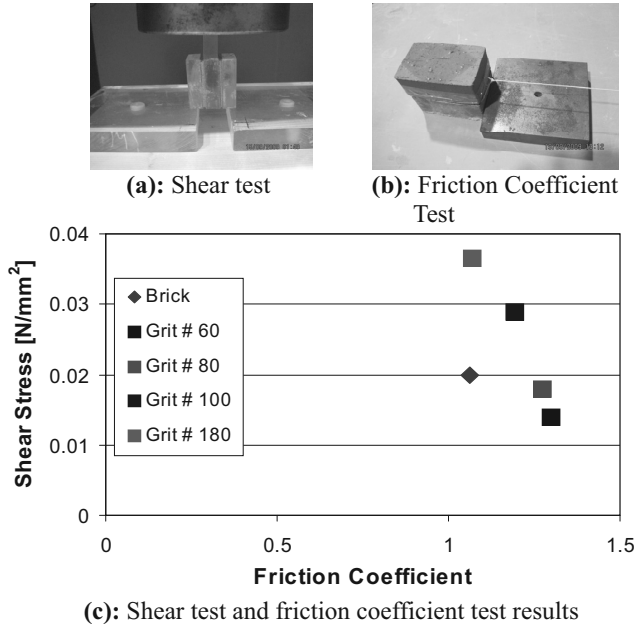 (a): Shear test
(b): Friction Coefficient
Test
Shear Stress [N/mm²]
0.04
0.03
0.02
0.01
0
Brick
Grit # 60
Grit # 80
Grit # 100
Grit # 180
0
0.5
1
1.5
Friction Coefficient
(c): Shear test and friction coefficient test results